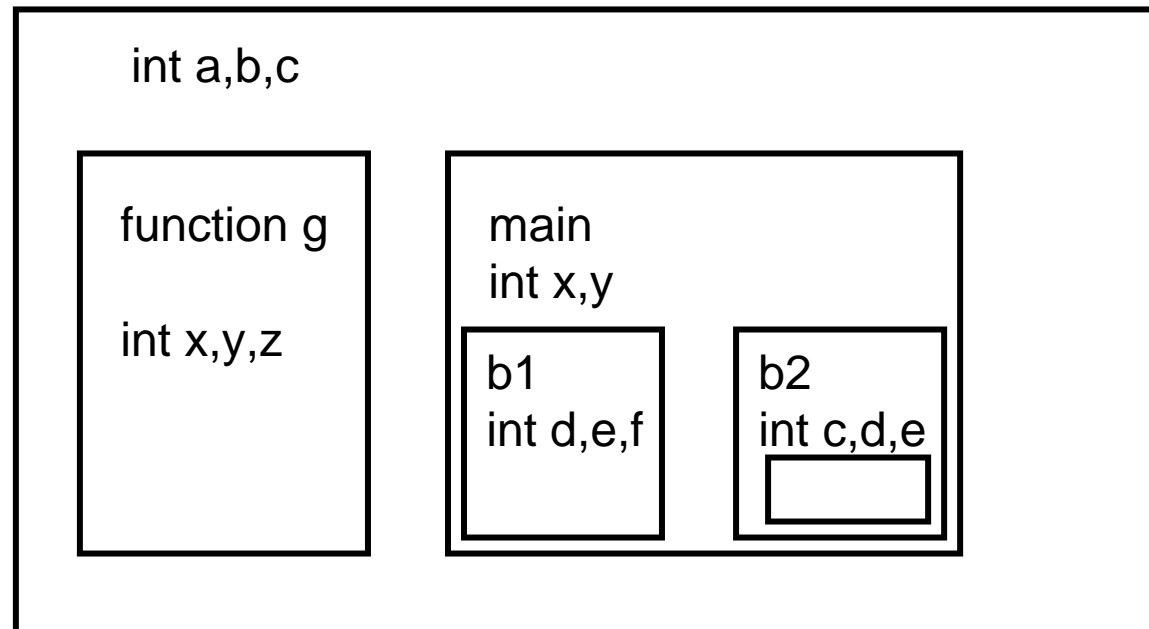 int a,b,c
function g
int x,y,z
main
int x,y
b1
int d,e,f
b2
int c,d,e